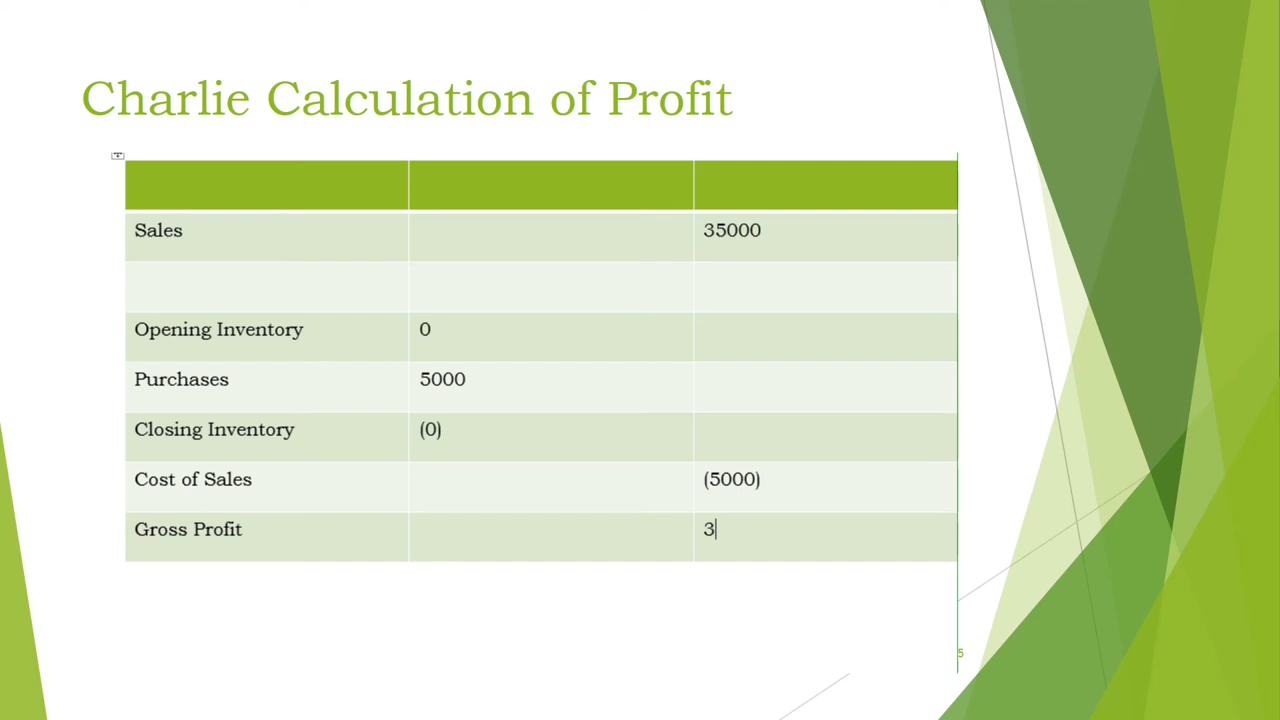 Charlie Calculation of Profit
Sales 35000
Opening Inventory 0
Purchases 5000
Closing Inventory (0)
Cost of Sales (5000)
Gross Profit 3
5